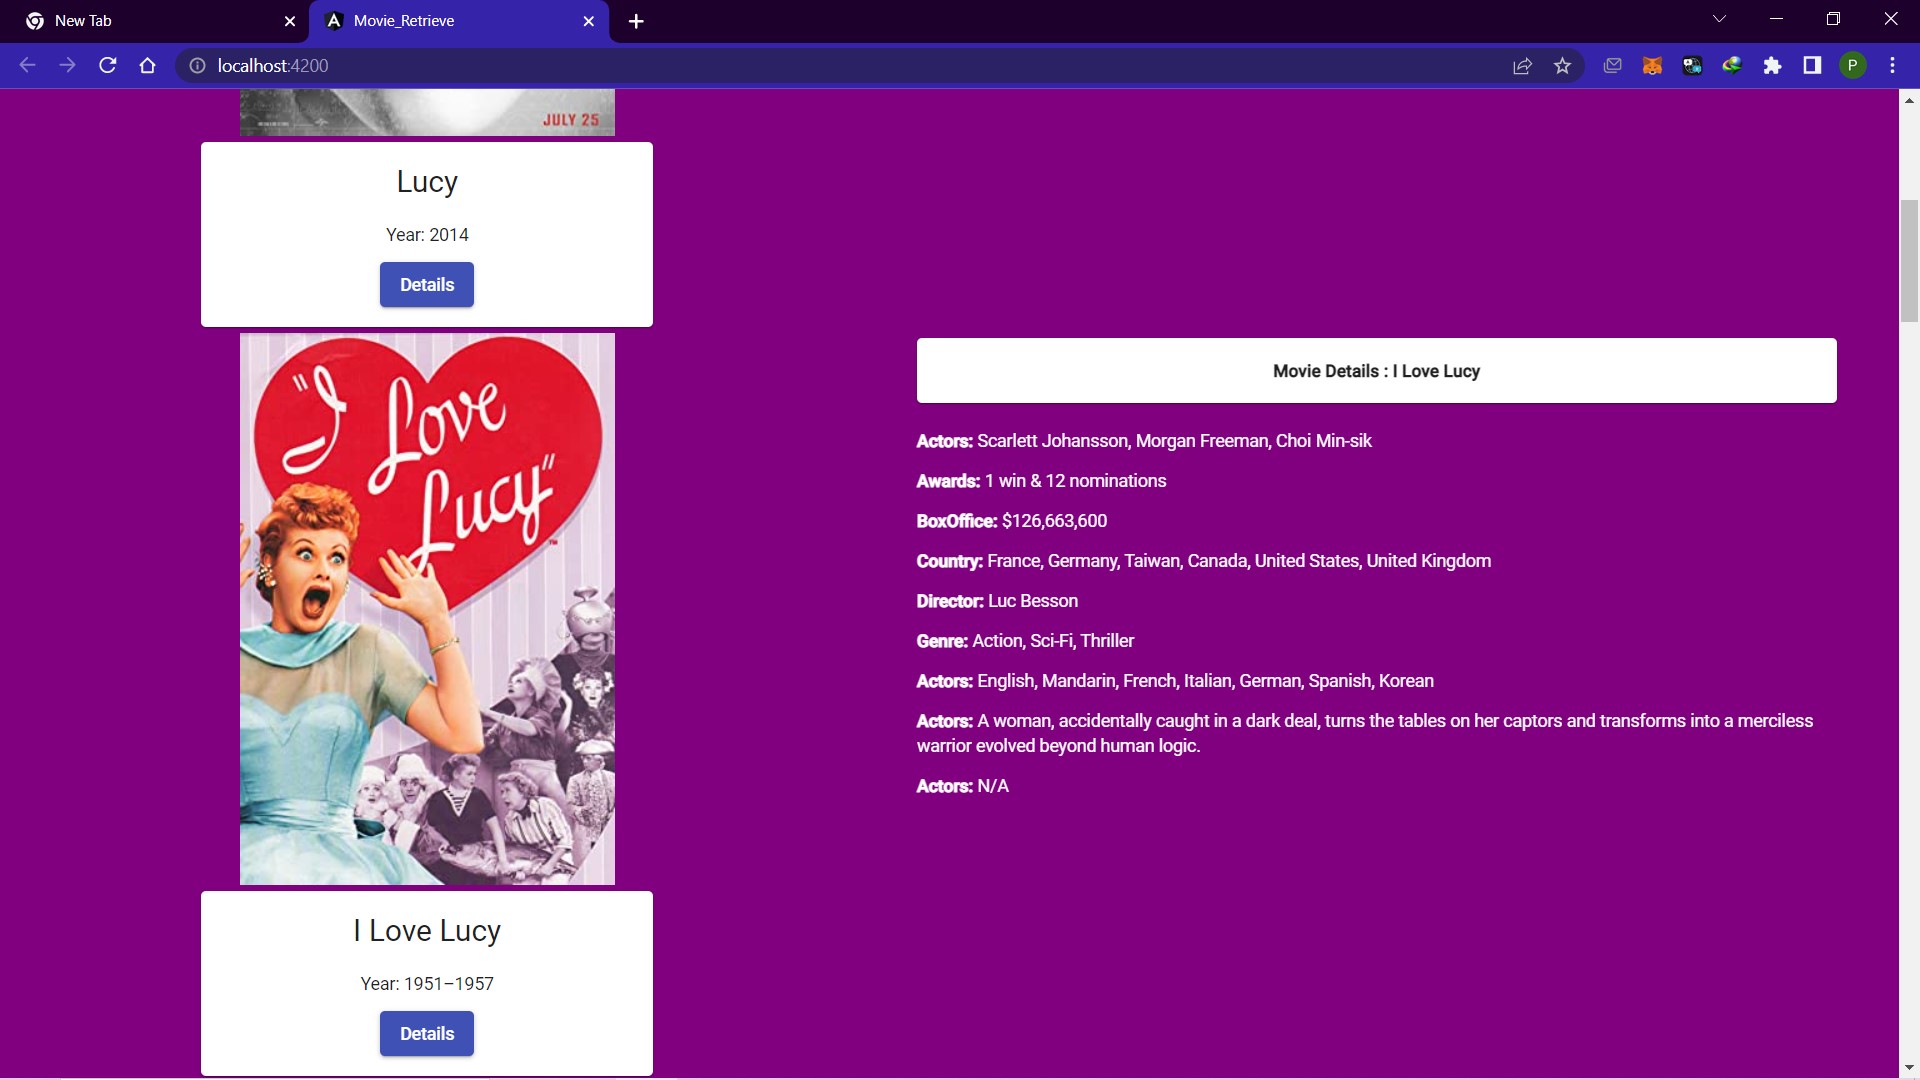 New Tab
Movie_Retrieve
localhost:4200
P
JULY 25
Lucy
Year: 2014
Details
"I
Love
Lucy"
TM
I Love Lucy
Year: 1951–1957
Details
Movie Details : I Love Lucy
Actors: Scarlett Johansson, Morgan Freeman, Choi Min-sik
Awards: 1 win & 12 nominations
BoxOffice: $126,663,600
Country: France, Germany, Taiwan, Canada, United States, United Kingdom
Director: Luc Besson
Genre: Action, Sci-Fi, Thriller
Actors: English, Mandarin, French, Italian, German, Spanish, Korean
Actors: A woman, accidentally caught in a dark deal, turns the tables on her captors and transforms into a merciless
warrior evolved beyond human logic.
Actors: N/A